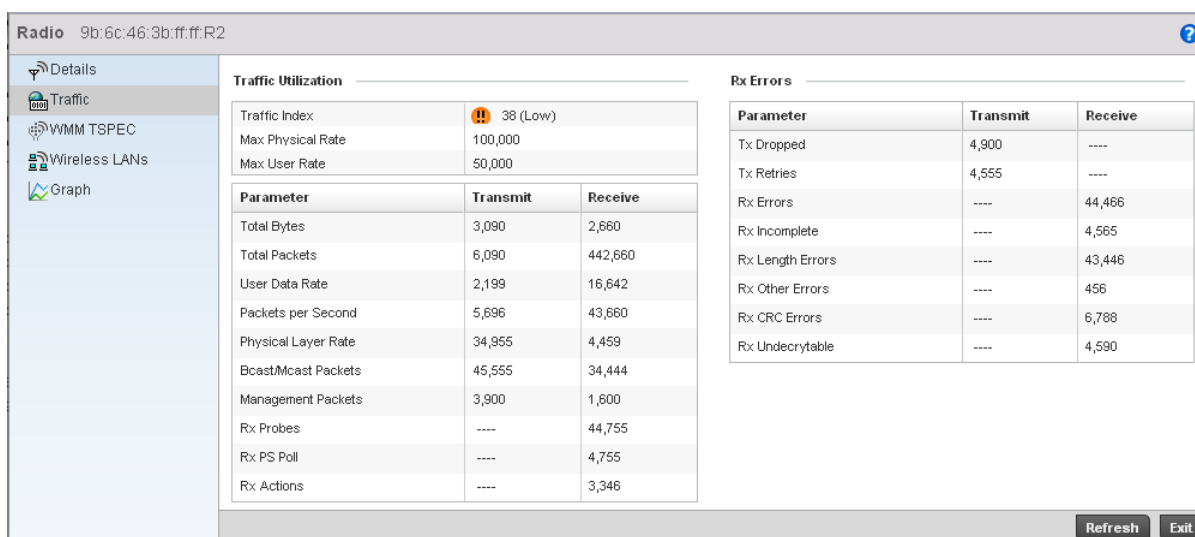 Radio 9b:6c:46:3b:ff:ff:R2
Details
Traffic
WMM TSPEC
Wireless LANs
Graph
Traffic Utilization
Traffic Index 38 (Low)
Max Physical Rate 100,000
Max User Rate 50,000
Parameter Transmit Receive
Total Bytes 3,090 2,660
Total Packets 6,090 442,660
User Data Rate 2,199 16,642
Packets per Second 5,696 43,660
Physical Layer Rate 34,955 4,459
Bcast/Mcast Packets 45,555 34,444
Management Packets 3,900 1,600
Rx Probes ---- 44,755
Rx PS Poll ---- 4,755
Rx Actions ---- 3,346
Rx Errors
Parameter Transmit Receive
Tx Dropped 4,900 ----
Tx Retries 4,555 ----
Rx Errors ---- 44,466
Rx Incomplete ---- 4,565
Rx Length Errors ---- 43,446
Rx Other Errors ---- 456
Rx CRC Errors ---- 6,788
Rx Undecrytable ---- 4,590
Refresh Exit